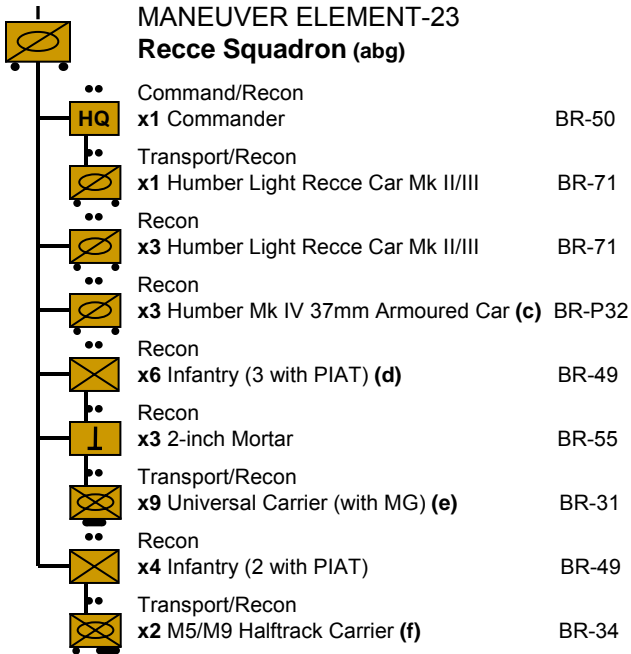 MANEUVER ELEMENT-23
Recce Squadron (abg)
Command/Recon
HQ x1 Commander BR-50
Transport/Recon
x1 Humber Light Recce Car Mk II/III BR-71
Recon
x3 Humber Light Recce Car Mk II/III BR-71
Recon
x3 Humber Mk IV 37mm Armoured Car (c) BR-P32
Recon
x6 Infantry (3 with PIAT) (d) BR-49
Recon
x3 2-inch Mortar BR-55
Transport/Recon
x9 Universal Carrier (with MG) (e) BR-31
Recon
x4 Infantry (2 with PIAT) BR-49
Transport/Recon
x2 M5/M9 Halftrack Carrier (f) BR-34